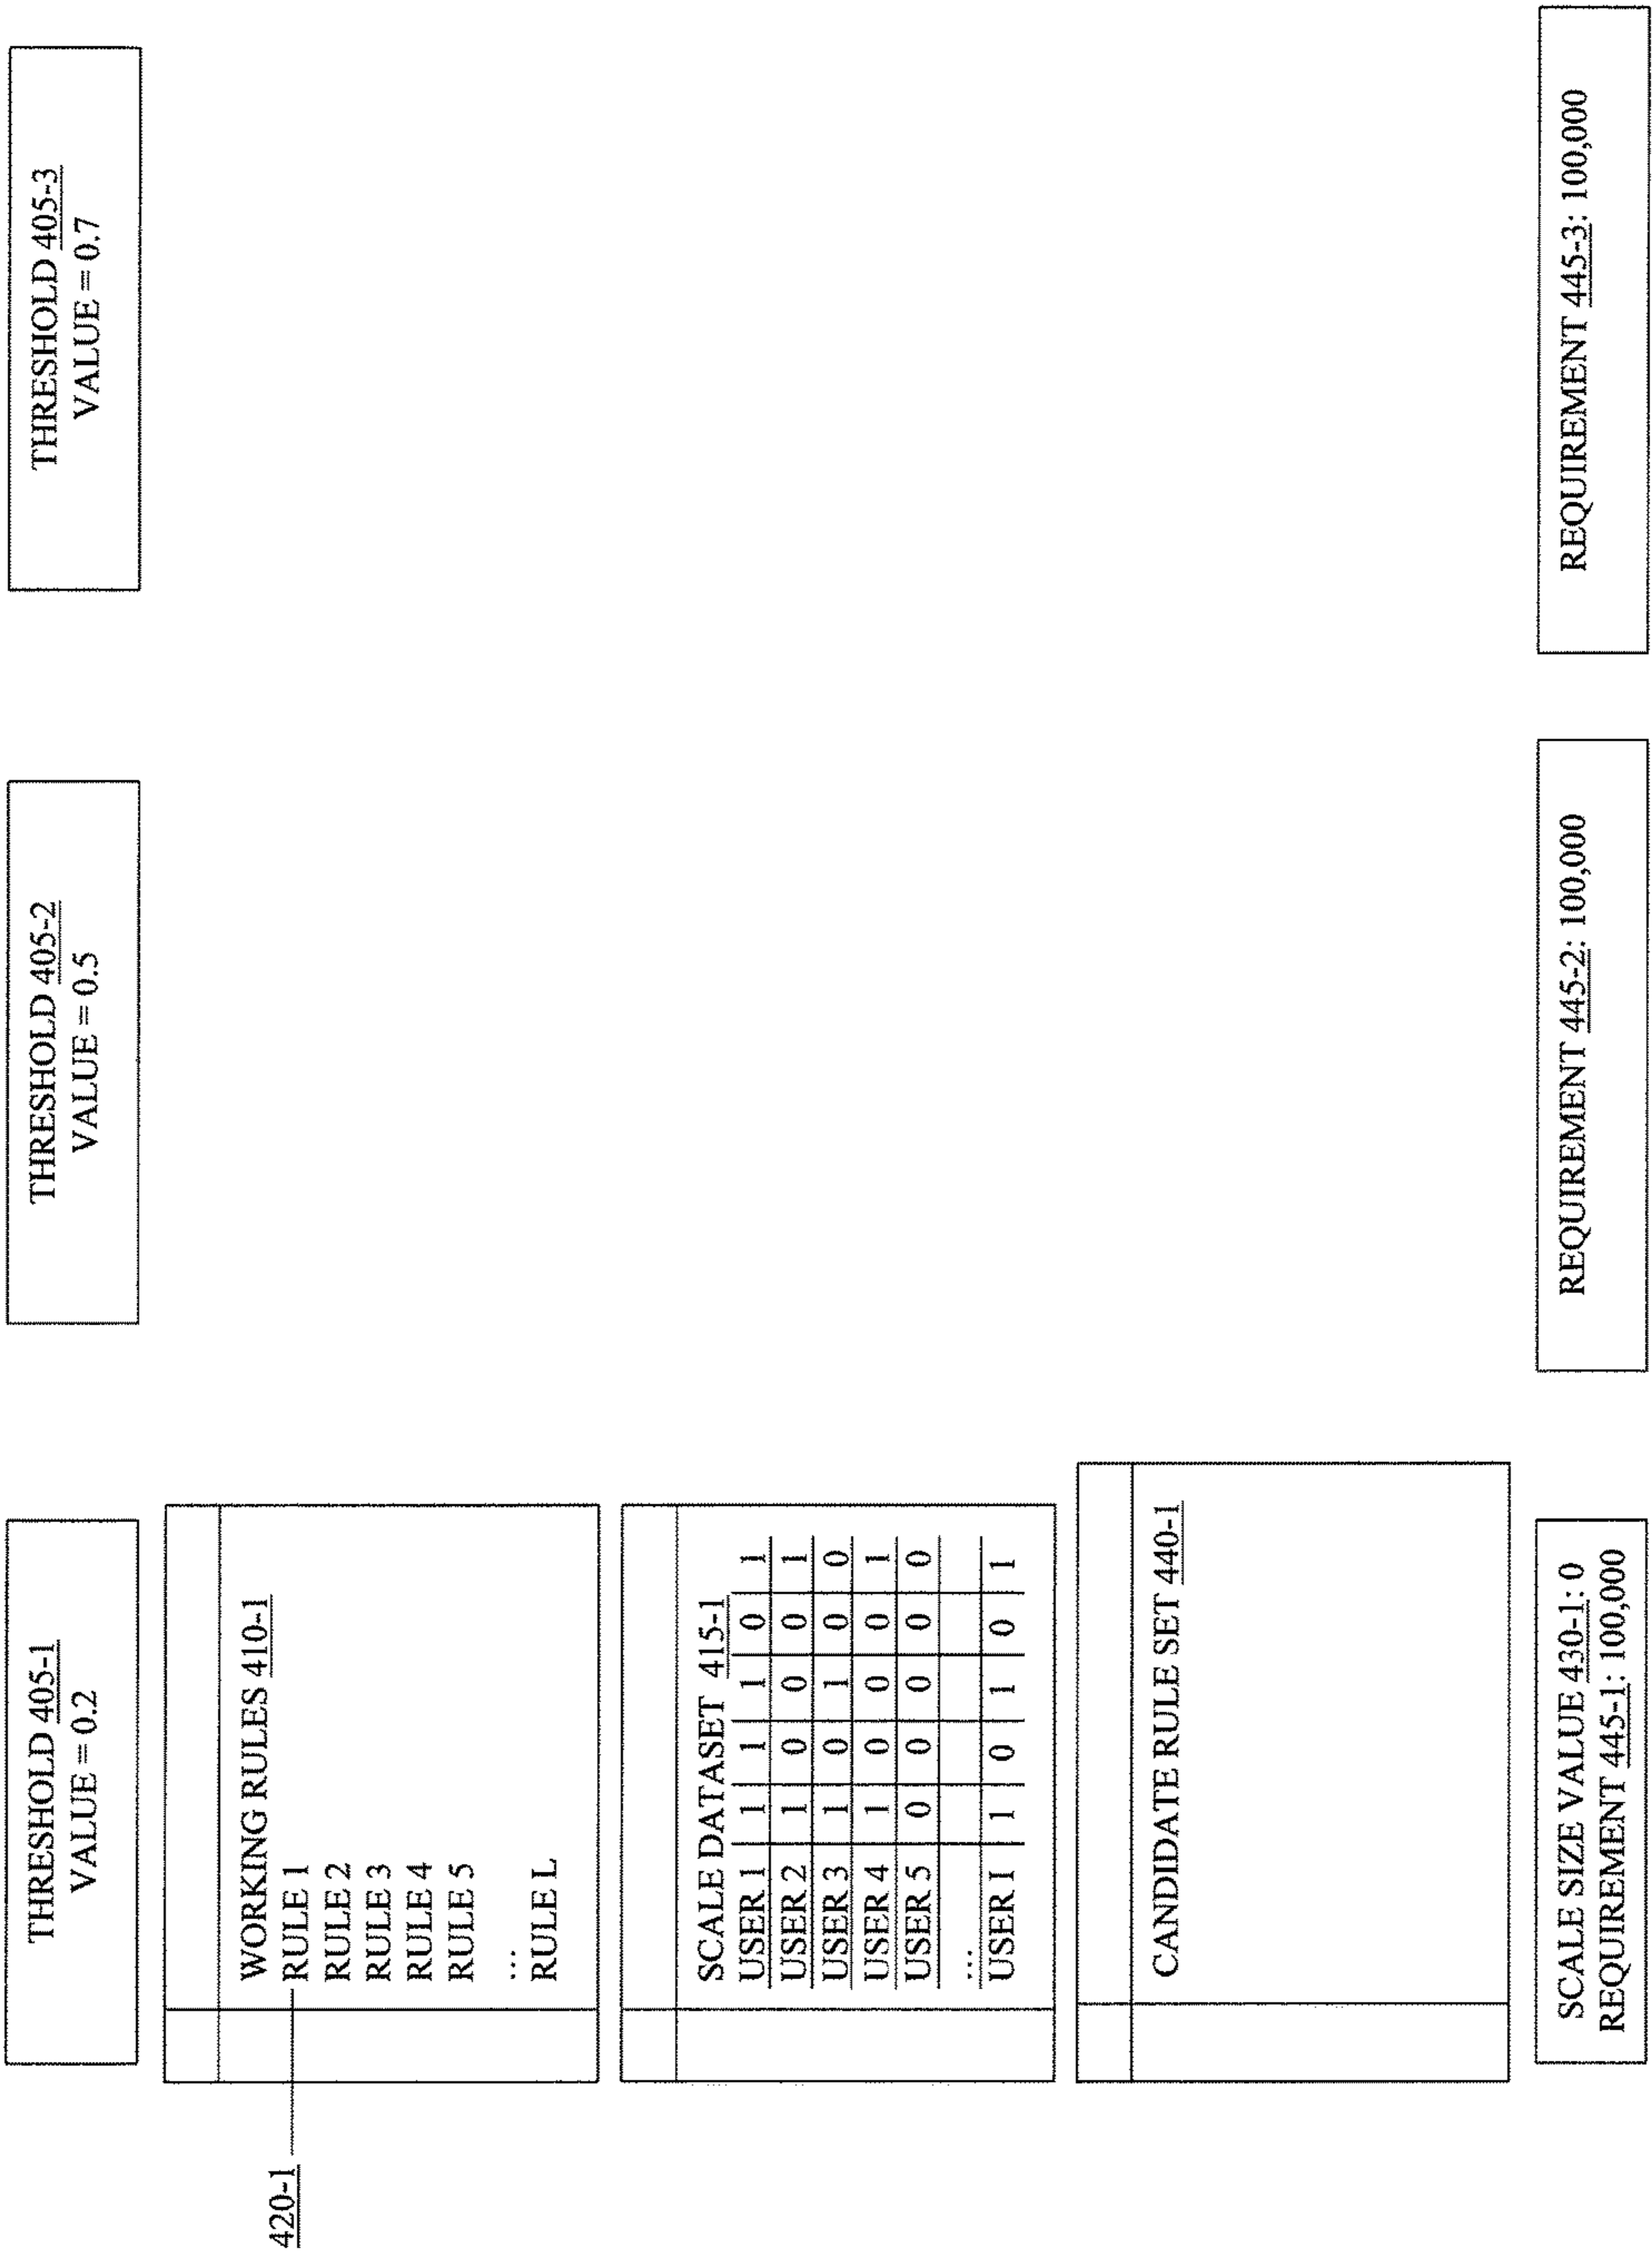 THRESHOLD 405-1
VALUE = 0.2
THRESHOLD 405-2
VALUE = 0.5
THRESHOLD 405-3
VALUE = 0.7
420-1
WORKING RULES 410-1
RULE 1
RULE 2
RULE 3
RULE 4
RULE 5
...
RULE L
SCALE DATASET 415-1
USER 1 1 1 1 0 1
USER 2 1 0 0 0 1
USER 3 1 0 1 0 0
USER 4 1 0 0 0 1
USER 5 0 0 0 0 0
...
USER I 1 0 1 0 1
CANDIDATE RULE SET 440-1
SCALE SIZE VALUE 430-1: 0
REQUIREMENT 445-1: 100,000
REQUIREMENT 445-2: 100,000
REQUIREMENT 445-3: 100,000